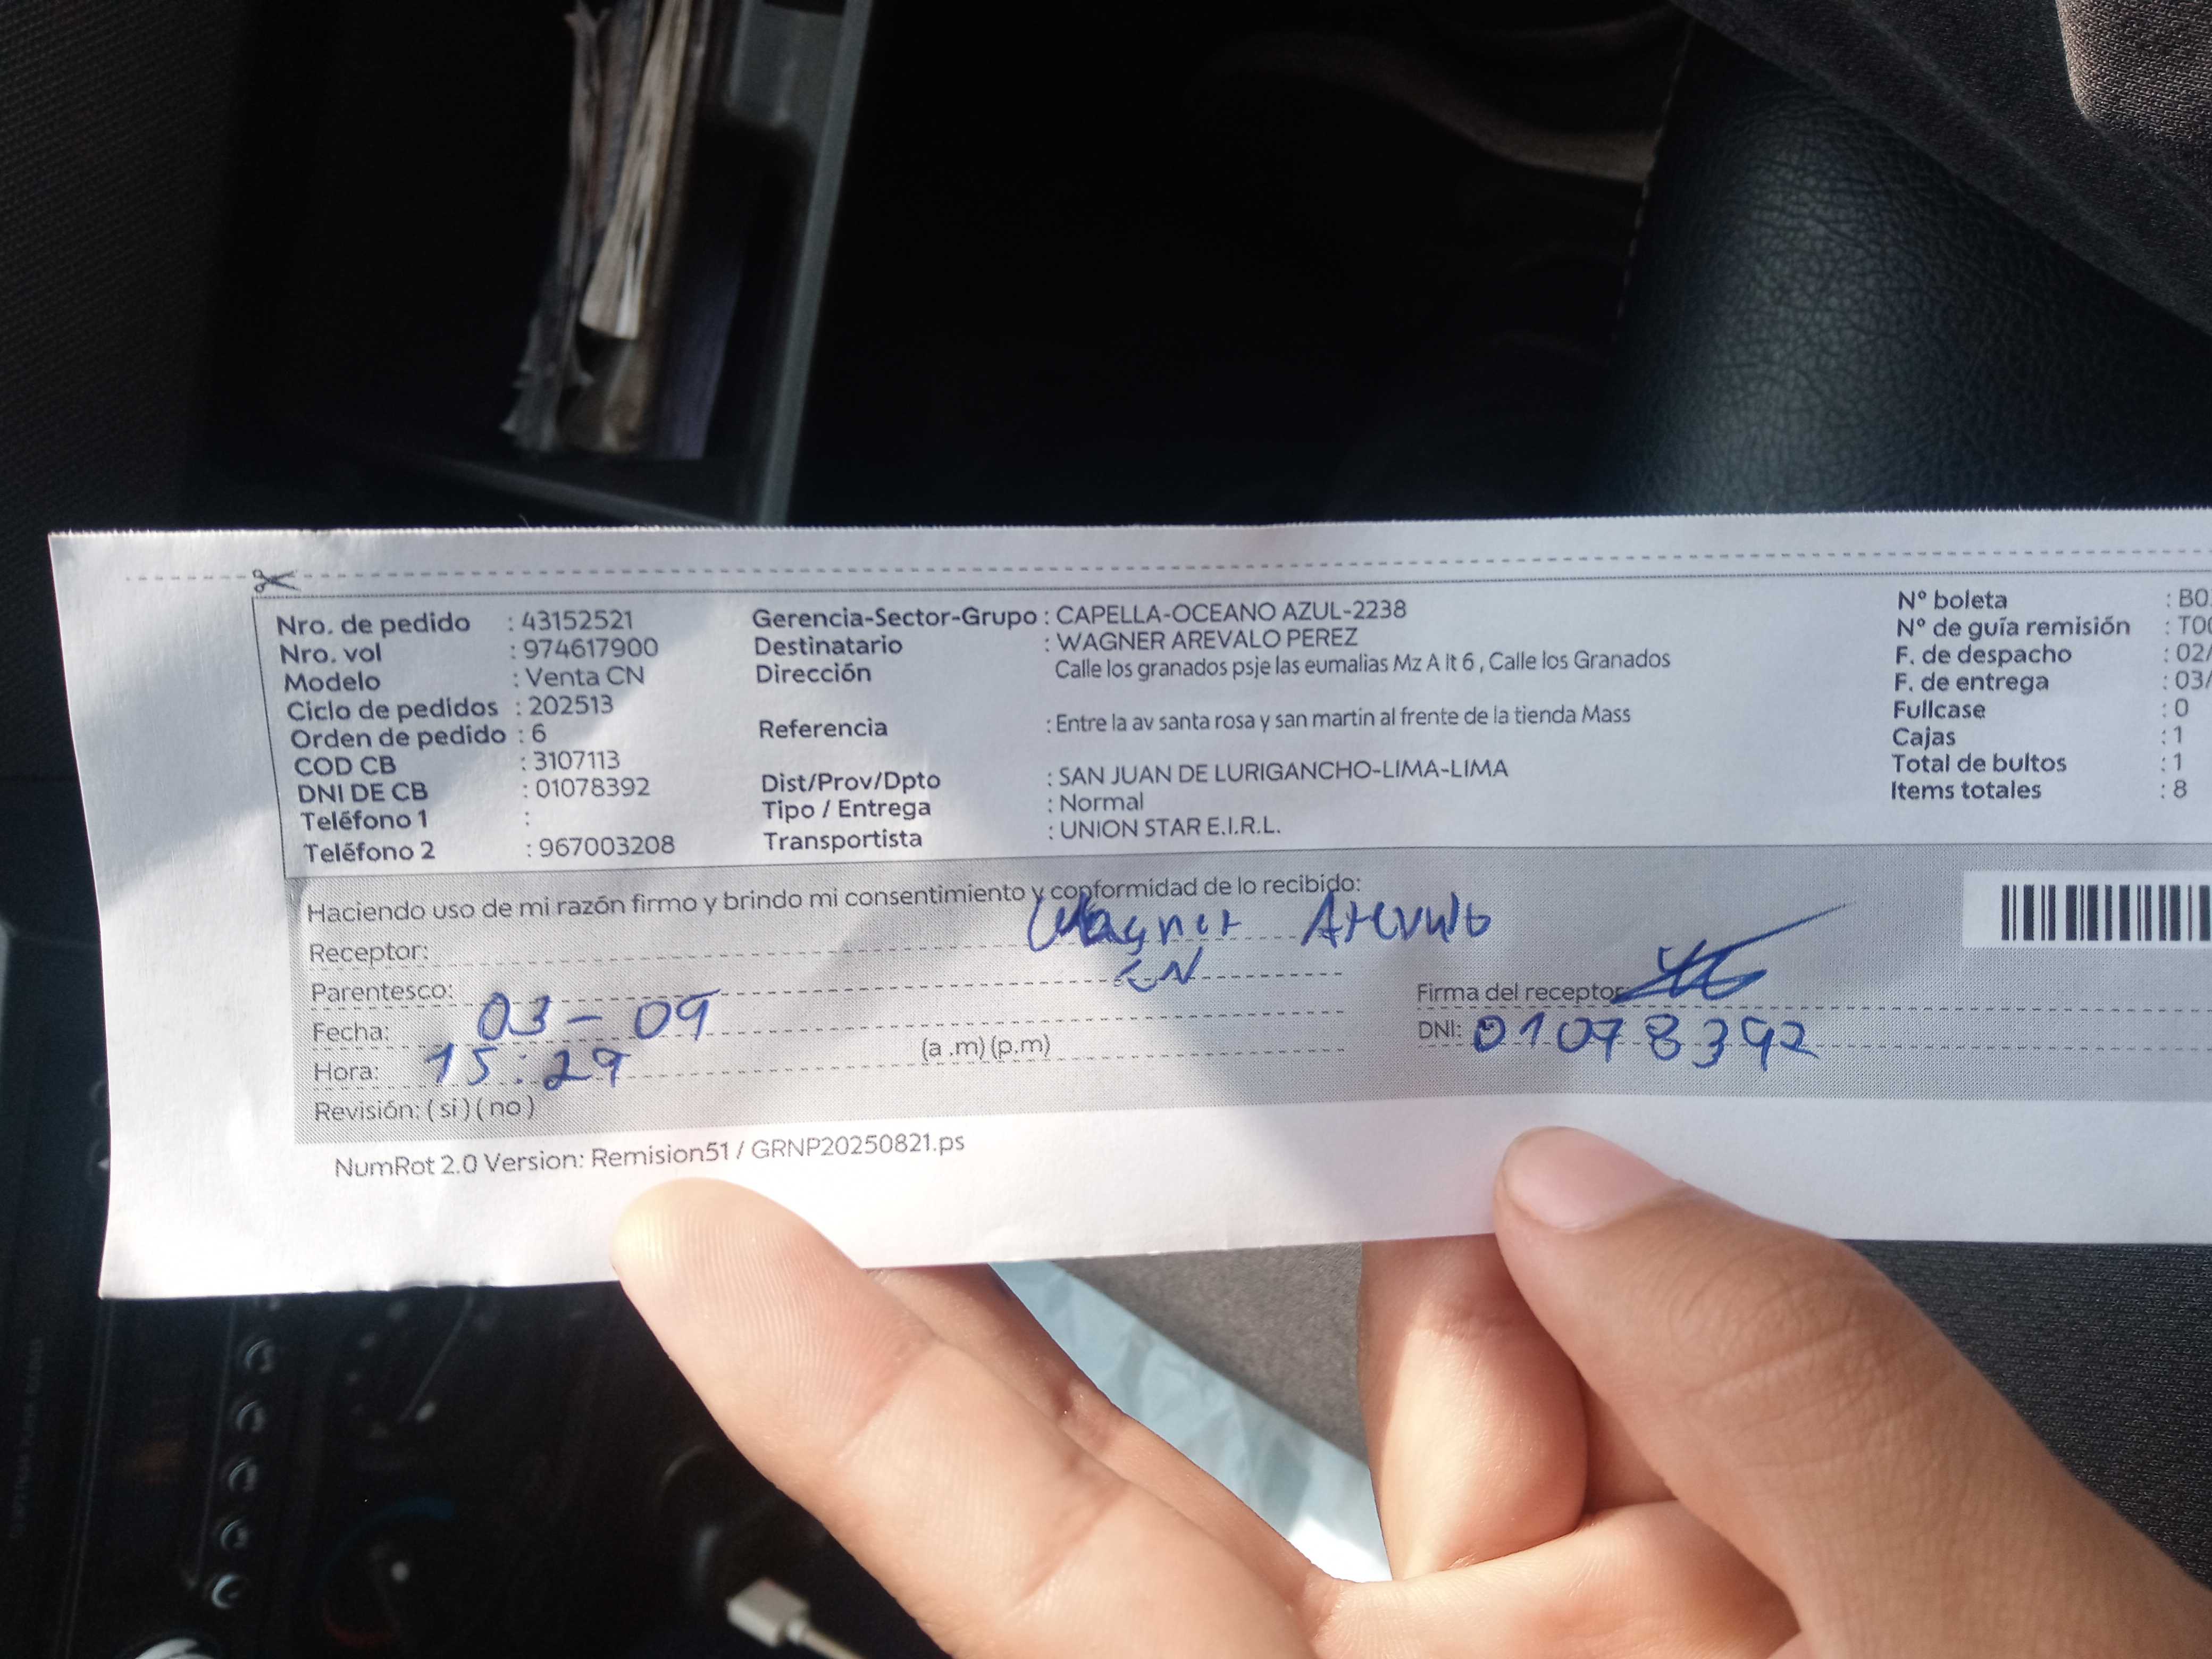 Nro. de pedido : 43152521
Nro. vol : 974617900
Modelo : Venta CN
Ciclo de pedidos : 202513
Orden de pedido : 6
COD CB : 3107113
DNI DE CB : 01078392
Teléfono 1 :
Teléfono 2 : 967003208
Gerencia-Sector-Grupo : CAPELLA-OCEANO AZUL-2238
Destinatario : WAGNER AREVALO PEREZ
Dirección Calle los granados psje las eumalias Mz A lt 6 , Calle los Granados
Referencia : Entre la av santa rosa y san martin al frente de la tienda Mass
Dist/Prov/Dpto : SAN JUAN DE LURIGANCHO-LIMA-LIMA
Tipo / Entrega : Normal
Transportista : UNION STAR E.I.R.L.
N° boleta : B0
N° de guía remisión : T00
F. de despacho : 02/
F. de entrega : 03/
Fullcase : 0
Cajas : 1
Total de bultos : 1
Items totales : 8
Haciendo uso de mi razón firmo y brindo mi consentimiento y conformidad de lo recibido:
Receptor: Wagner Arevalo
Parentesco: CN
Fecha: 03-09
Hora: 15:29 (a .m) (p.m)
Revisión: ( si ) ( no )
Firma del receptor:
DNI: 01078392
NumRot 2.0 Version: Remision51 / GRNP20250821.ps